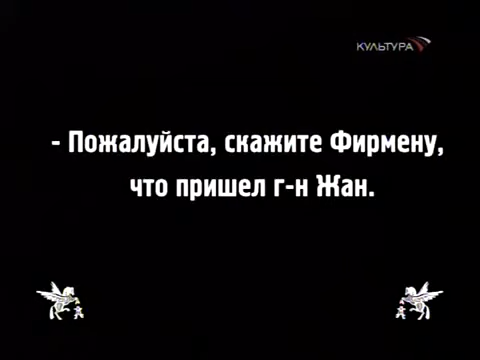 КУЛЬТУРА
- Пожалуйста, скажите Фирмену,
что пришел г-н Жан.